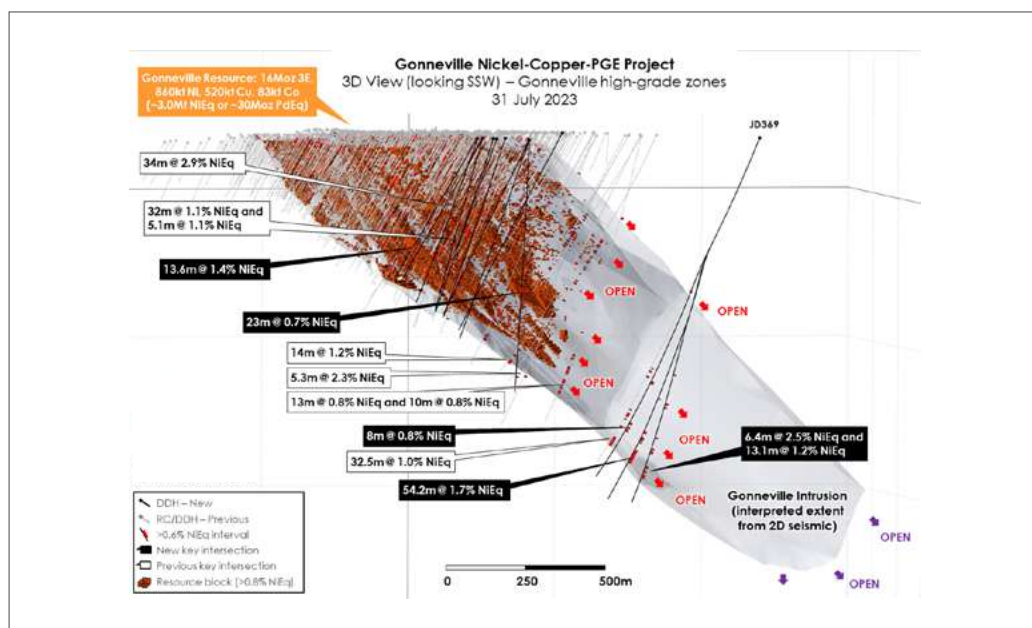 Gonneville Nickel-Copper-PGE Project
3D View (looking SSW) – Gonneville high-grade zones
31 July 2023
Gonneville Resource: 16Moz 3E,
860kt Ni, 520kt Cu, 83kt Co
(~3.0Mt NiEq or ~30Moz PdEq)
JD369
34m @ 2.9% NiEq
32m @ 1.1% NiEq and
5.1m @ 1.1% NiEq
13.6m @ 1.4% NiEq
23m @ 0.7% NiEq
14m @ 1.2% NiEq
5.3m @ 2.3% NiEq
13m @ 0.8% NiEq and 10m @ 0.8% NiEq
8m @ 0.8% NiEq
32.5m @ 1.0% NiEq
54.2m @ 1.7% NiEq
OPEN
OPEN
OPEN
OPEN
OPEN
6.4m @ 2.5% NiEq and
13.1m @ 1.2% NiEq
Gonneville Intrusion
(interpreted extent
from 2D seismic)
OPEN
OPEN
DDH – New
RC/DDH – Previous
>0.6% NiEq interval
New key intersection
Previous key intersection
Resource block (>0.8% NiEq)
0 250 500m